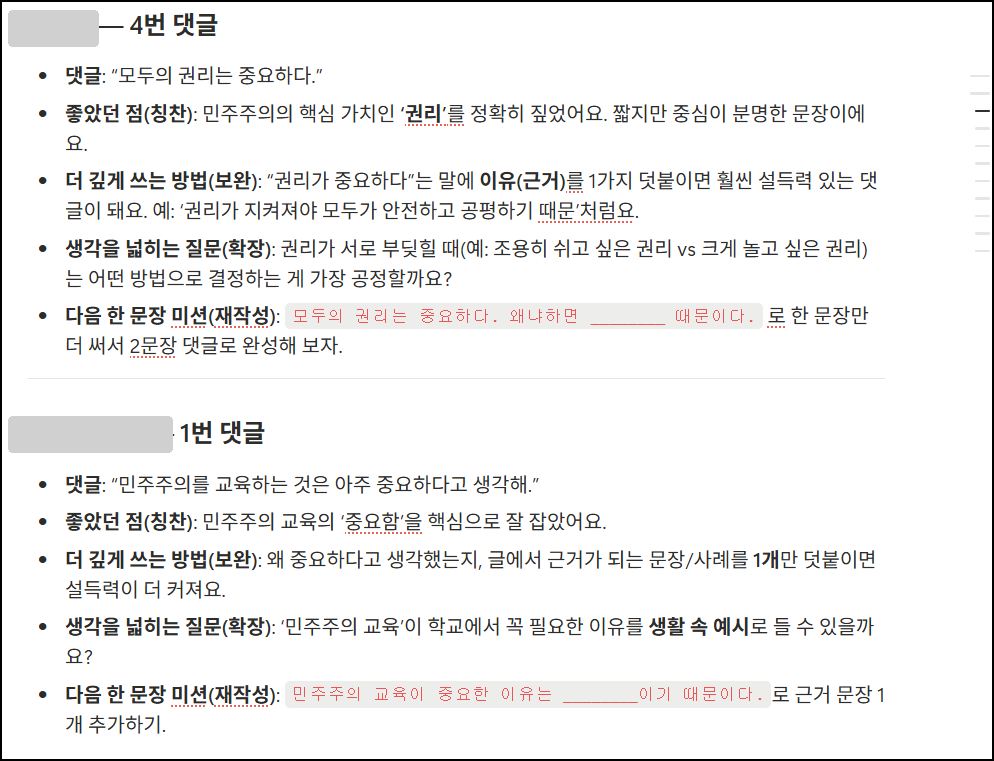 — 4번 댓글
• 댓글: “모두의 권리는 중요하다.”
• 좋았던 점(칭찬): 민주주의의 핵심 가치인 ‘권리’를 정확히 짚었어요. 짧지만 중심이 분명한 문장이에
요.
• 더 깊게 쓰는 방법(보완): “권리가 중요하다”는 말에 이유(근거)를 1가지 덧붙이면 훨씬 설득력 있는 댓
글이 돼요. 예: ‘권리가 지켜져야 모두가 안전하고 공평하기 때문’처럼요.
• 생각을 넓히는 질문(확장): 권리가 서로 부딪힐 때(예: 조용히 쉬고 싶은 권리 vs 크게 놀고 싶은 권리)
는 어떤 방법으로 결정하는 게 가장 공정할까요?
• 다음 한 문장 미션(재작성): 모두의 권리는 중요하다. 왜냐하면 ________ 때문이다. 로 한 문장만
더 써서 2문장 댓글로 완성해 보자.
- 1번 댓글
• 댓글: “민주주의를 교육하는 것은 아주 중요하다고 생각해.”
• 좋았던 점(칭찬): 민주주의 교육의 ‘중요함’을 핵심으로 잘 잡았어요.
• 더 깊게 쓰는 방법(보완): 왜 중요하다고 생각했는지, 글에서 근거가 되는 문장/사례를 1개만 덧붙이면
설득력이 더 커져요.
• 생각을 넓히는 질문(확장): ‘민주주의 교육’이 학교에서 꼭 필요한 이유를 생활 속 예시로 들 수 있을까
요?
• 다음 한 문장 미션(재작성): 민주주의 교육이 중요한 이유는 ________이기 때문이다. 로 근거 문장 1
개 추가하기.